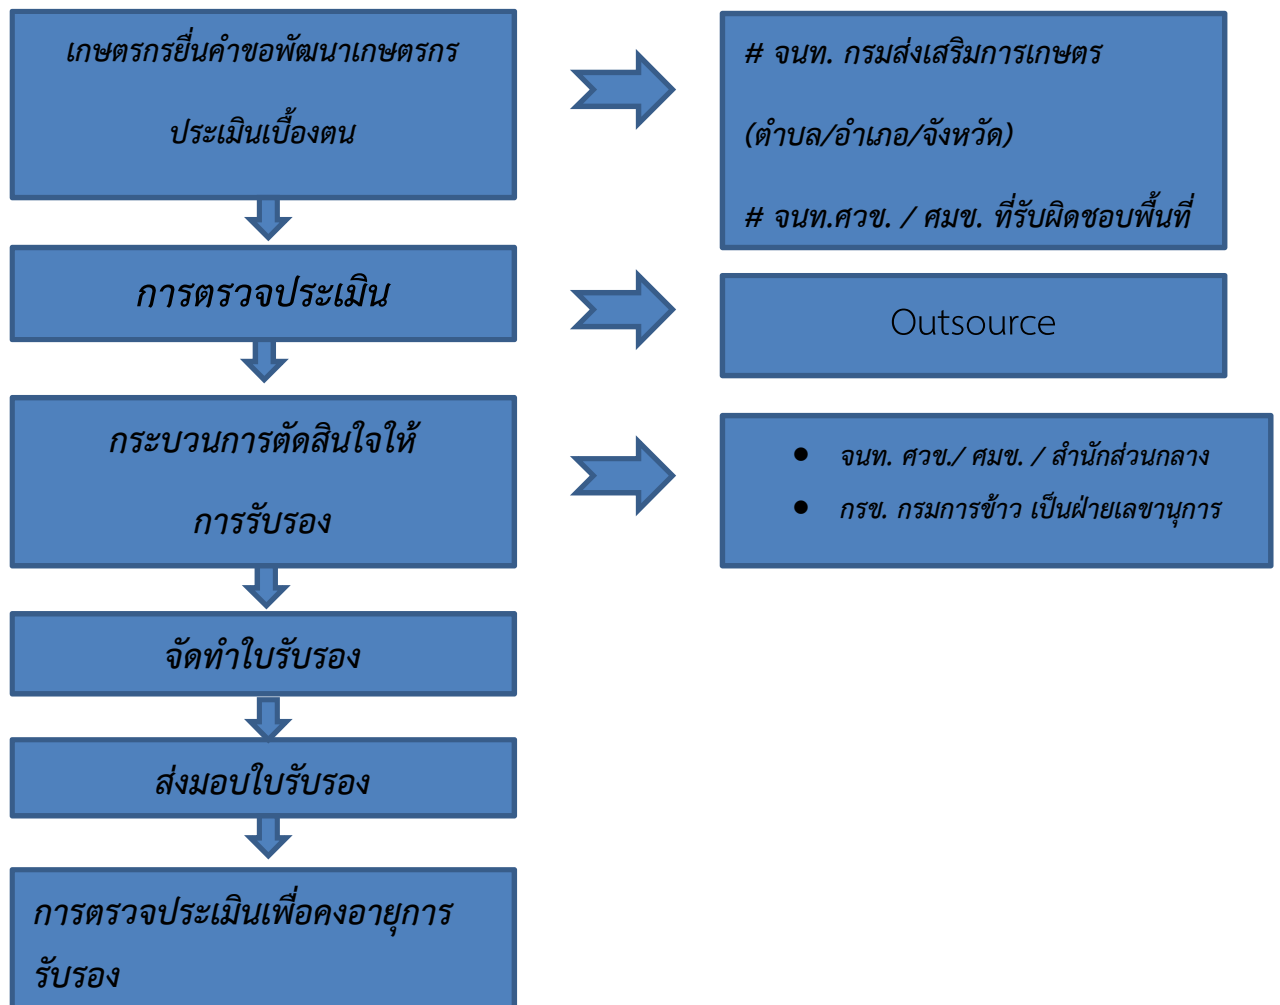 เกษตรกรยื่นคำขอพัฒนาเกษตรกร
ประเมินเบื้องตน
# จนท. กรมส่งเสริมการเกษตร
(ตำบล/อำเภอ/จังหวัด)
# จนท.ศวข. / ศมข. ที่รับผิดชอบพื้นที่
การตรวจประเมิน
Outsource
กระบวนการตัดสินใจให้
การรับรอง
● จนท. ศวข./ ศมข. / สำนักส่วนกลาง
● กรข. กรมการข้าว เป็นฝ่ายเลขานุการ
จัดทำใบรับรอง
ส่งมอบใบรับรอง
การตรวจประเมินเพื่อคงอายุการ
รับรอง